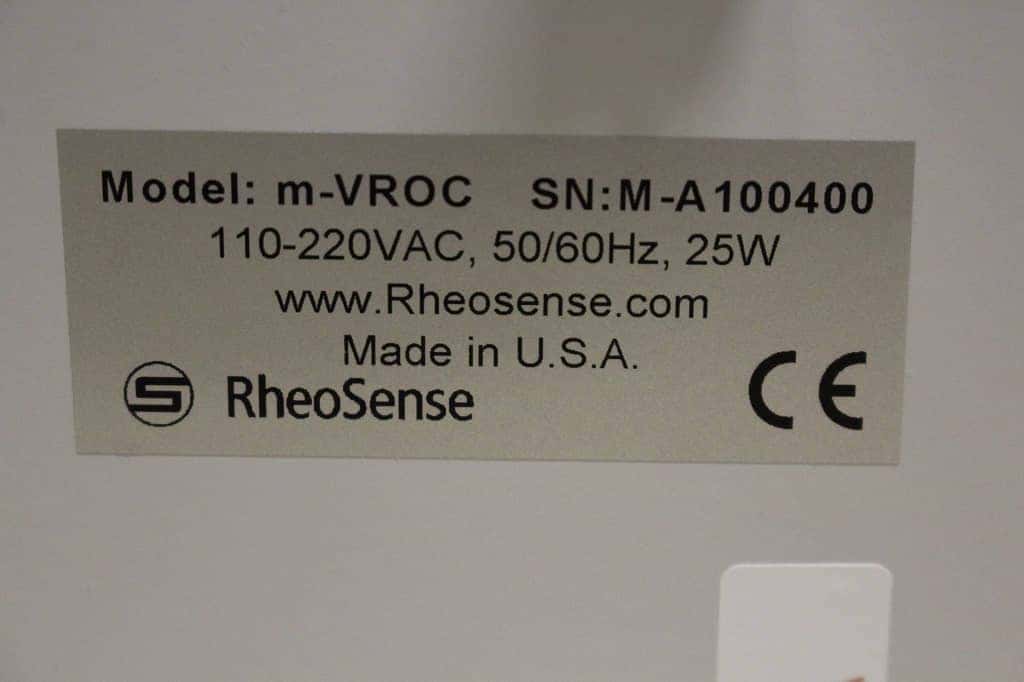 Model: m-VROC SN:M-A100400
110-220VAC, 50/60Hz, 25W
www.Rheosense.com
Made in U.S.A.
RheoSense CE